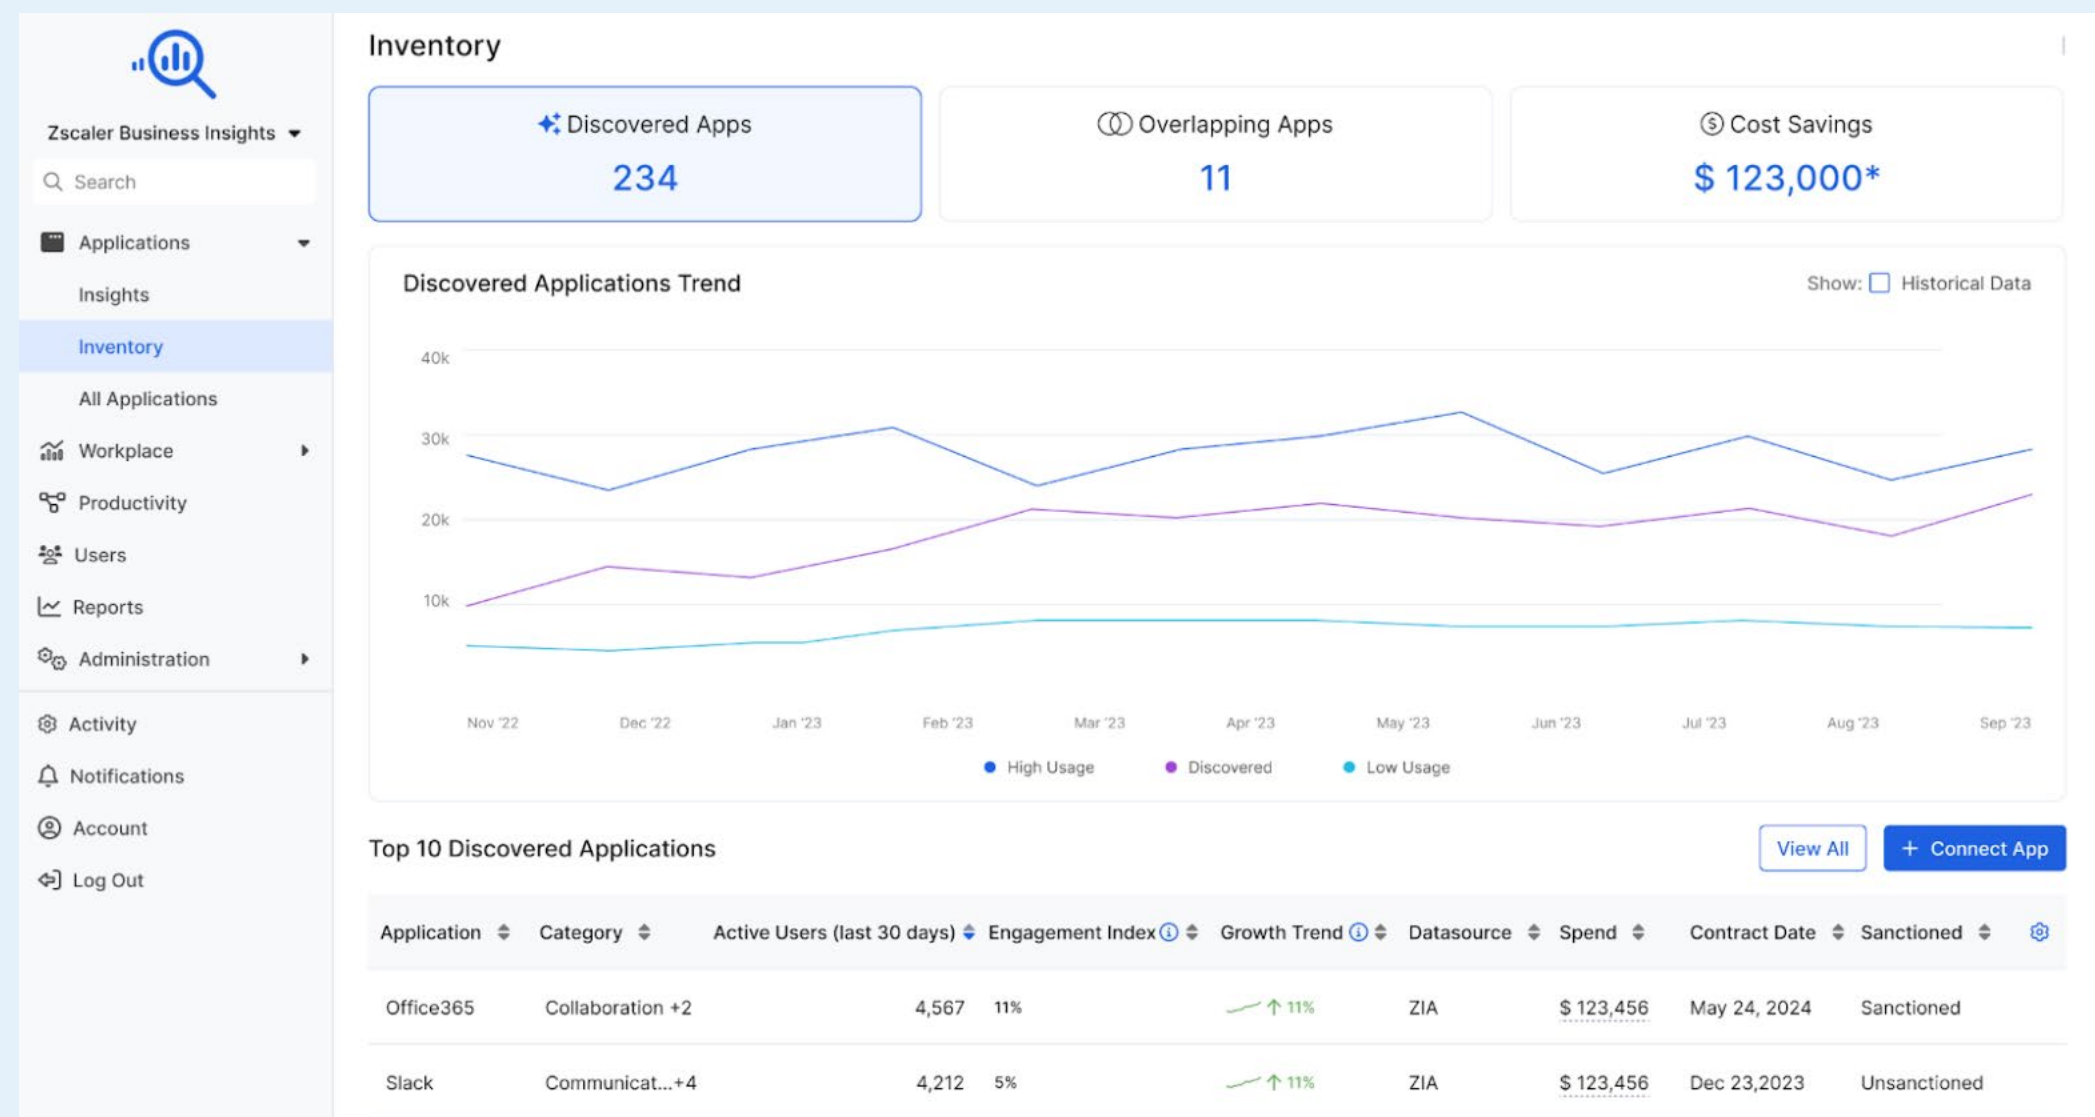 Zscaler Business Insights
Search
Applications
Insights
Inventory
All Applications
Workplace
Productivity
Users
Reports
Administration
Activity
Notifications
Account
Log Out
Inventory
Discovered Apps
234
Overlapping Apps
11
Cost Savings
$ 123,000*
Discovered Applications Trend
Show: Historical Data
40k
30k
20k
10k
Nov '22 Dec '22 Jan '23 Feb '23 Mar '23 Apr '23 May '23 Jun '23 Jul '23 Aug '23 Sep '23
High Usage Discovered Low Usage
Top 10 Discovered Applications
View All
+ Connect App
Application Category Active Users (last 30 days) Engagement Index Growth Trend Datasource Spend Contract Date Sanctioned
Office365 Collaboration +2 4,567 11% ↑ 11% ZIA $ 123,456 May 24, 2024 Sanctioned
Slack Communicat...+4 4,212 5% ↑ 11% ZIA $ 123,456 Dec 23,2023 Unsanctioned